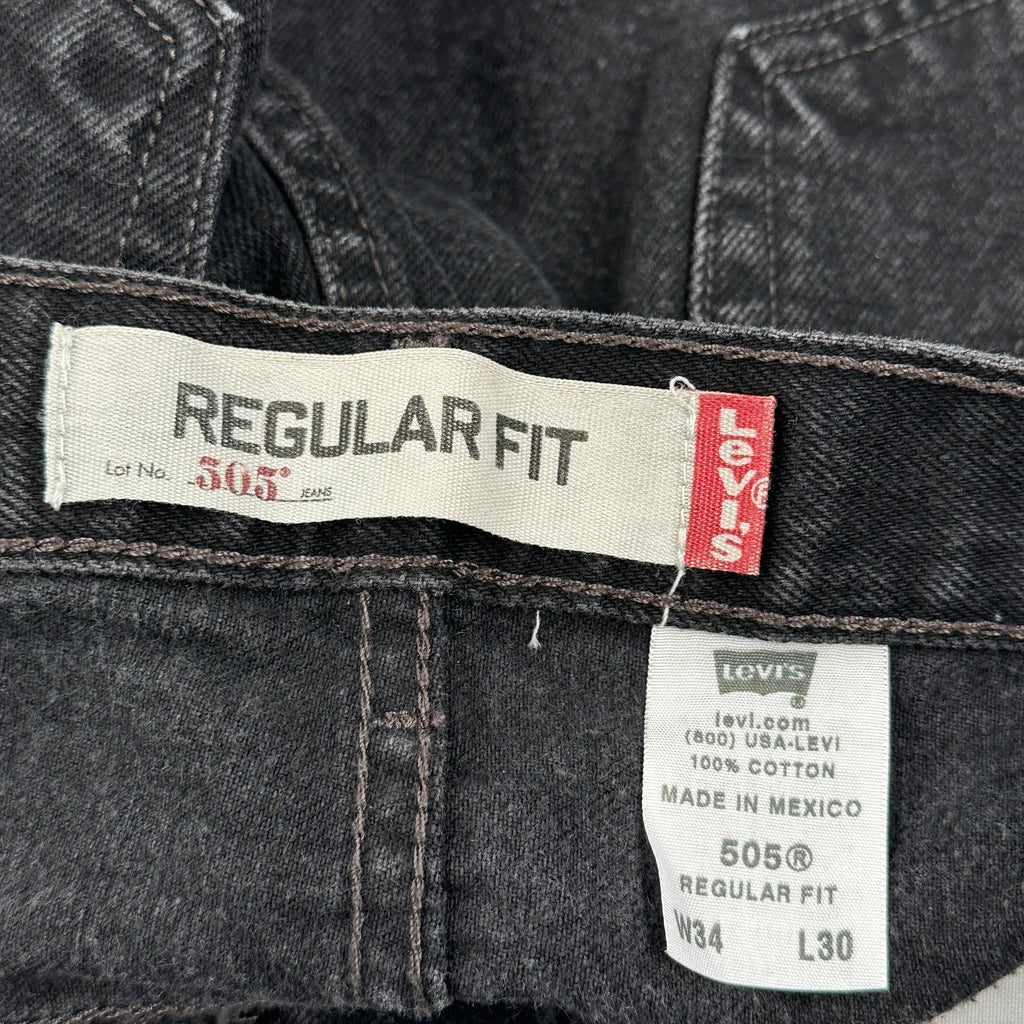 REGULAR FIT
Lot No. 505® JEANS
LeVI'S®
LEVI'S®
levi.com
(800) USA-LEVI
100% COTTON
MADE IN MEXICO
505®
REGULAR FIT
W34 L30